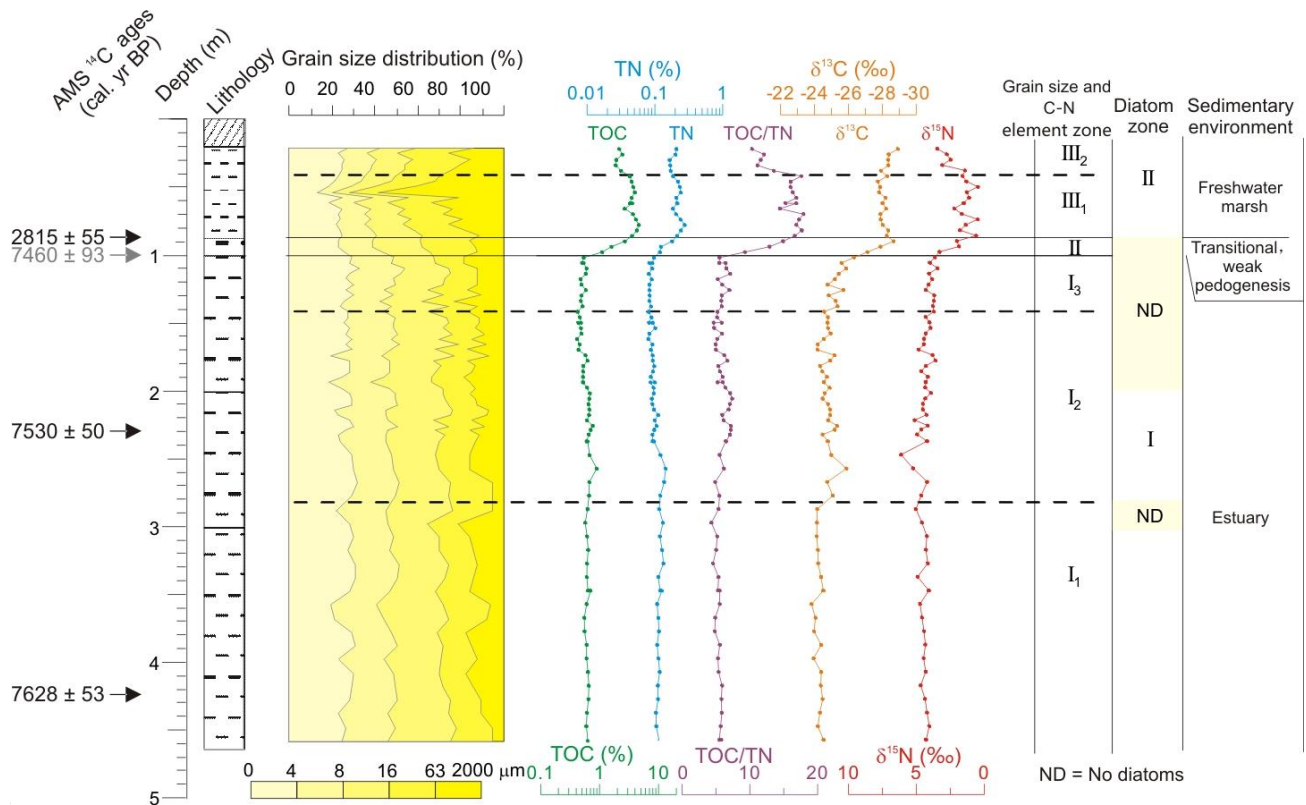 AMS ¹⁴C ages
(cal. yr BP)
Depth (m)
Lithology
Grain size distribution (%)
0 20 40 60 80 100
TN (%)
0.01 0.1 1
δ¹³C (‰)
-22 -24 -26 -28 -30
TOC TN TOC/TN δ¹³C δ¹⁵N
Grain size and
C-N
element zone
Diatom
zone
Sedimentary
environment
III₂
II
III₁
Freshwater
marsh
2815 ± 55
7460 ± 93
1
II
Transitional,
weak
pedogenesis
I₃
ND
2
I₂
7530 ± 50
I
ND
3
Estuary
I₁
4
7628 ± 53
5
0 4 8 16 63 2000 μm
TOC (%)
0.1 1 10
TOC/TN
0 10 20
δ¹⁵N (‰)
10 5 0
ND = No diatoms